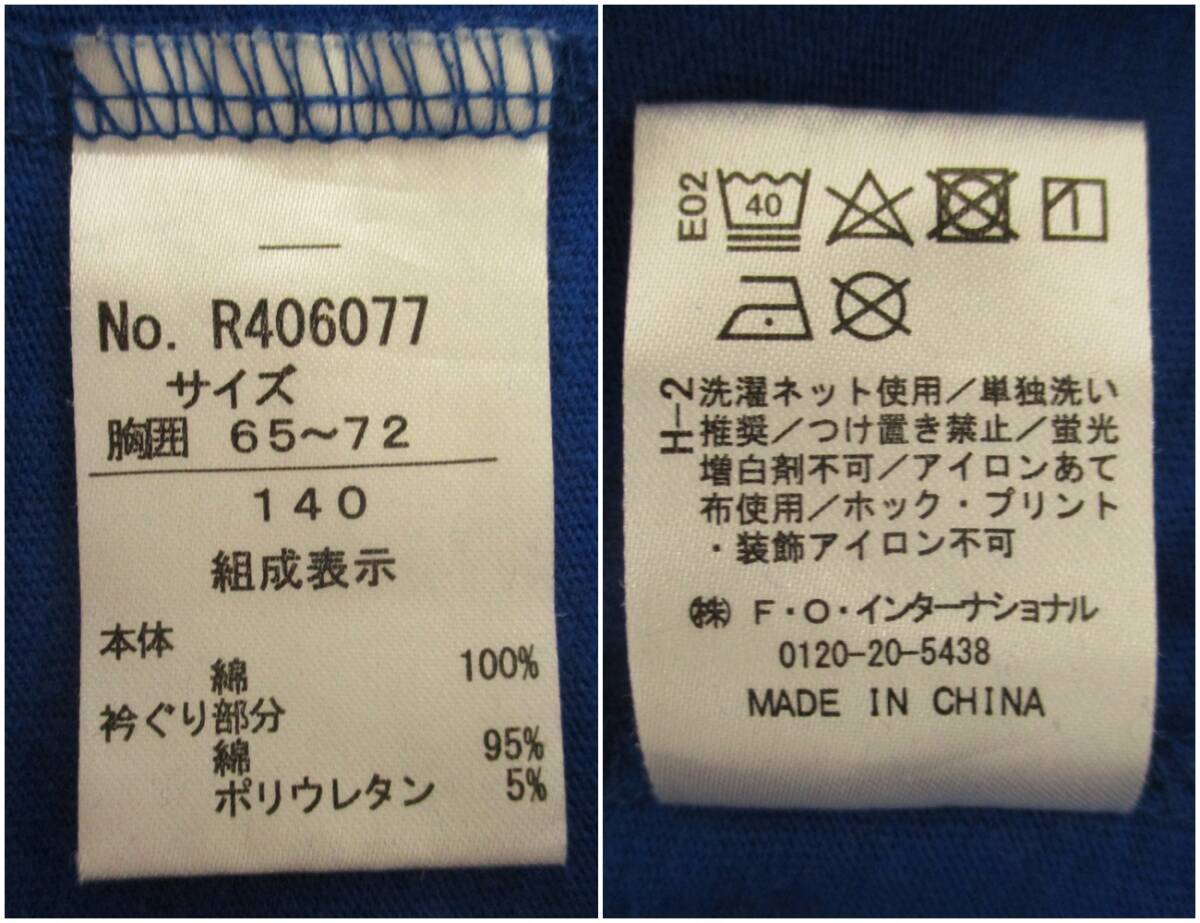 No. R406077
サイズ
胸囲 65~72
140
組成表示
本体
綿 100%
衿ぐり部分
綿 95%
ポリウレタン 5%
E02
40
H-2
洗濯ネット使用/単独洗い
推奨/つけ置き禁止/蛍光
増白剤不可/アイロンあて
布使用/ホック・プリント
・装飾アイロン不可
㈱ F・O・インターナショナル
0120-20-5438
MADE IN CHINA